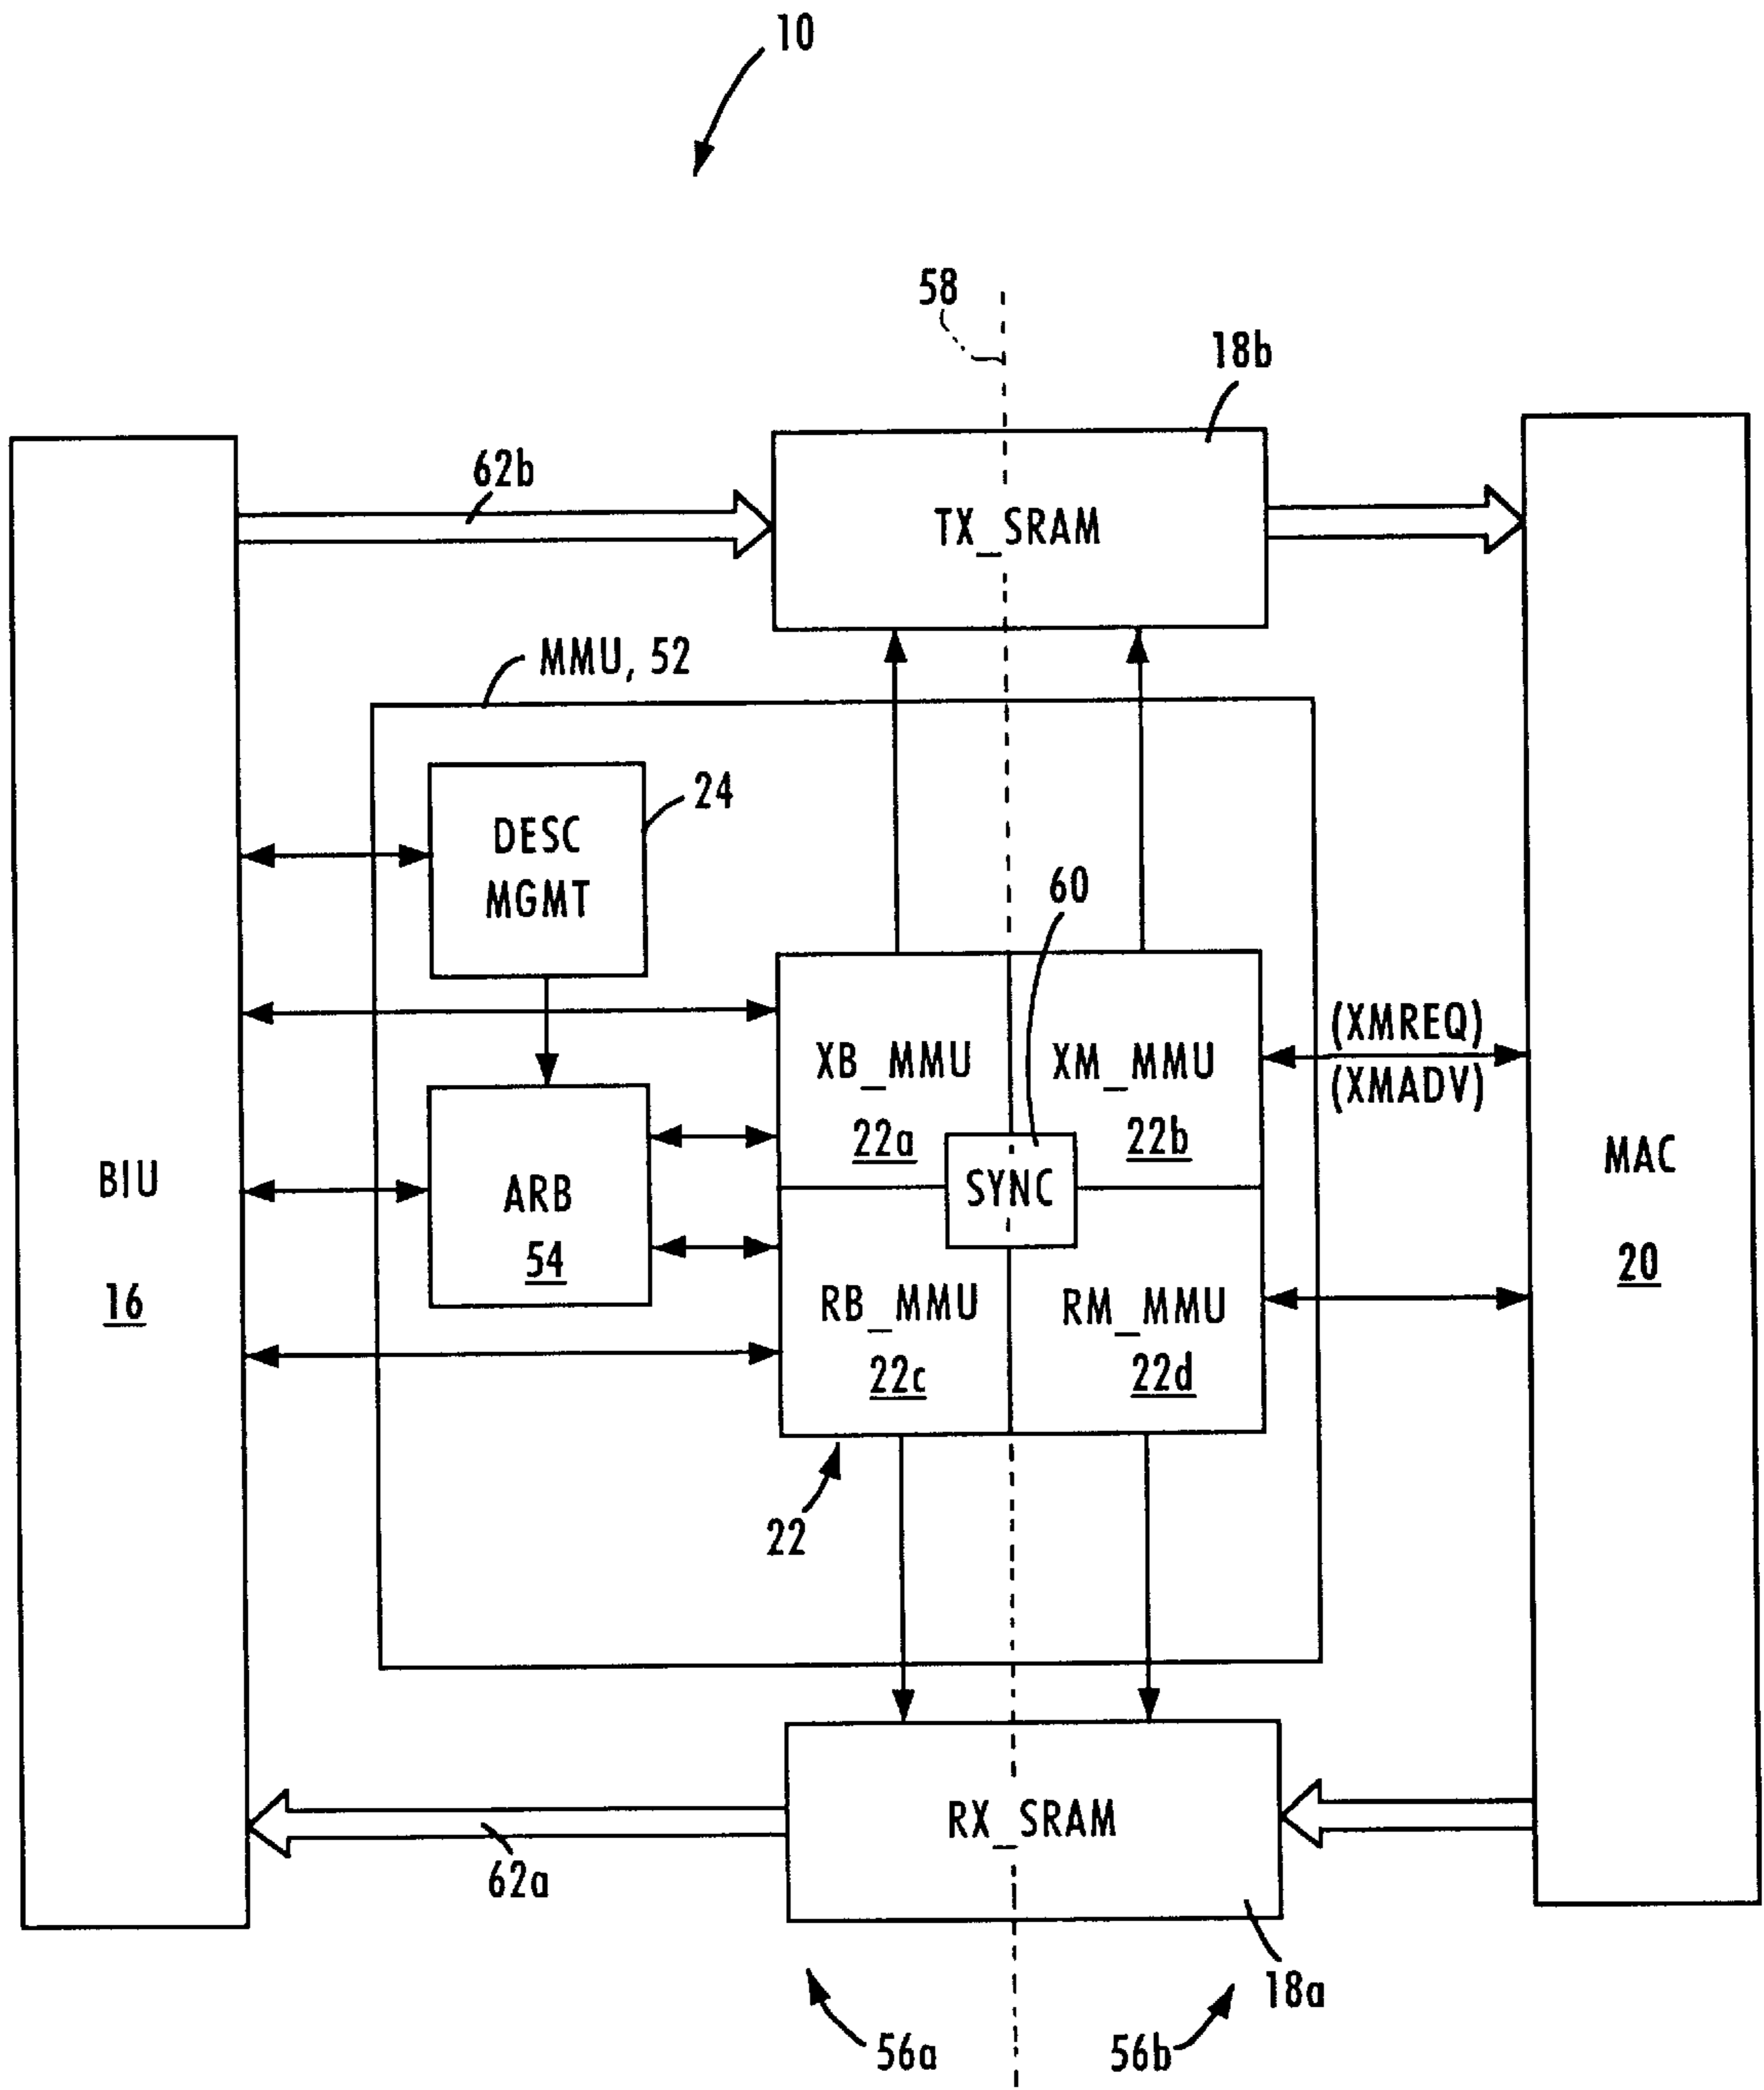 10
58
18b
62b
TX_SRAM
MMU, 52
24
DESC
MGMT
60
XB_MMU
22a
XM_MMU
22b
(XMREQ)
(XMADV)
SYNC
BIU
16
ARB
54
MAC
20
RB_MMU
22c
RM_MMU
22d
22
RX_SRAM
62a
18a
56a
56b